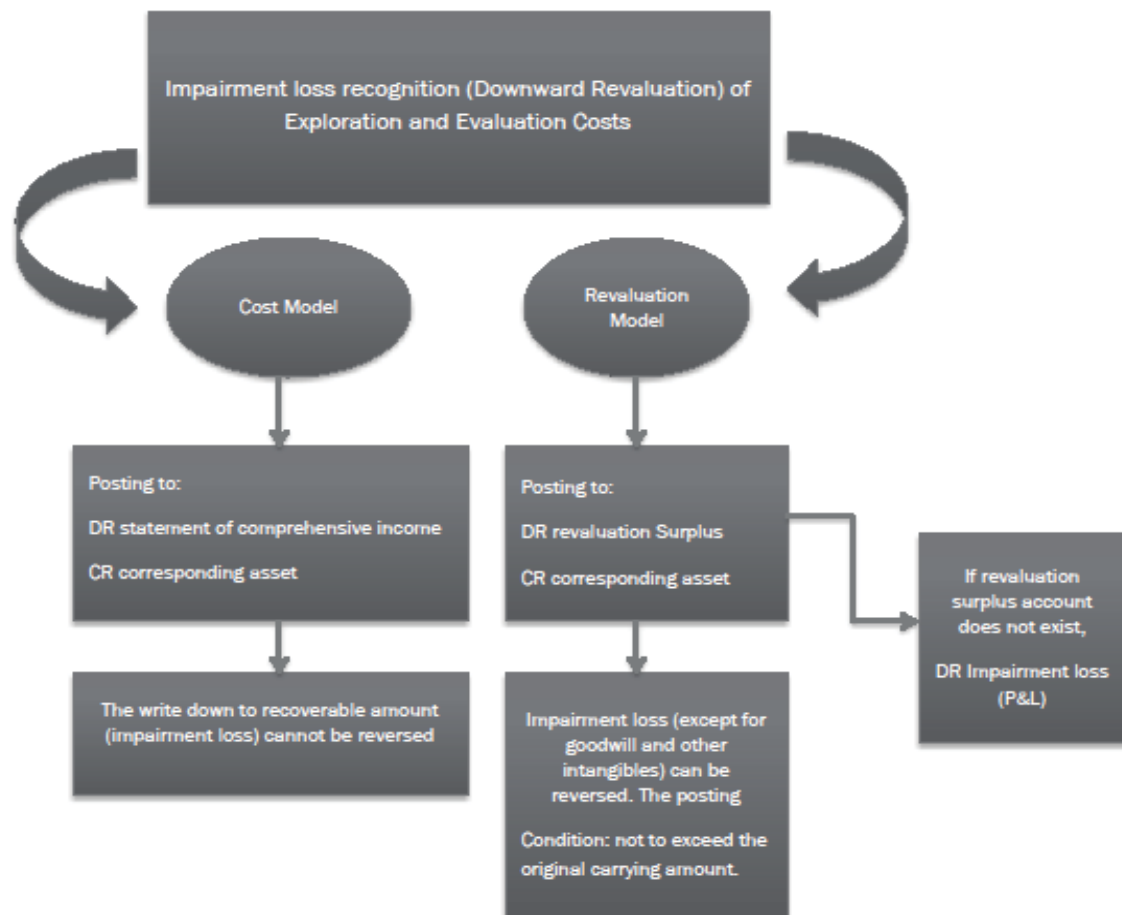 Impairment loss recognition (Downward Revaluation) of
Exploration and Evaluation Costs
Cost Model
Revaluation
Model
Posting to:
DR statement of comprehensive income
CR corresponding asset
Posting to:
DR revaluation Surplus
CR corresponding asset
If revaluation
surplus account
does not exist,
DR Impairment loss
(P&L)
The write down to recoverable amount
(impairment loss) cannot be reversed
Impairment loss (except for
goodwill and other
intangibles) can be
reversed. The posting
Condition: not to exceed the
original carrying amount.